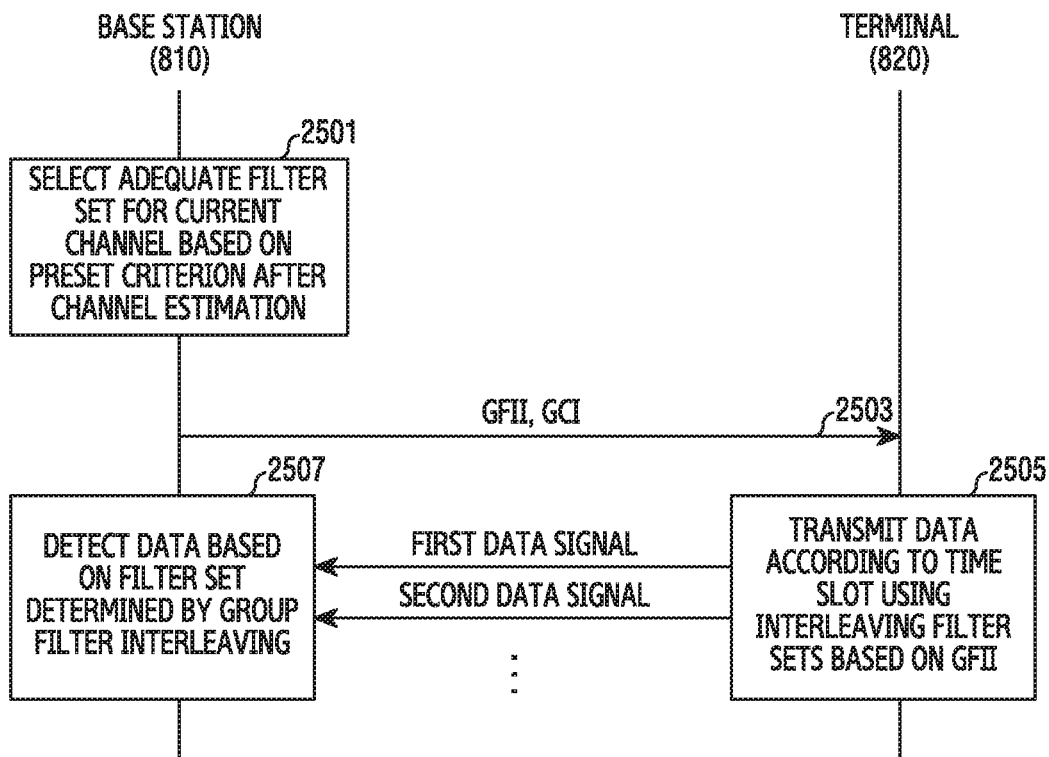 BASE STATION
(810)
TERMINAL
(820)
2501
SELECT ADEQUATE FILTER
SET FOR CURRENT
CHANNEL BASED ON
PRESET CRITERION AFTER
CHANNEL ESTIMATION
GFII, GCI
2503
2507
DETECT DATA BASED
ON FILTER SET
DETERMINED BY GROUP
FILTER INTERLEAVING
FIRST DATA SIGNAL
SECOND DATA SIGNAL
2505
TRANSMIT DATA
ACCORDING TO TIME
SLOT USING
INTERLEAVING FILTER
SETS BASED ON GFII